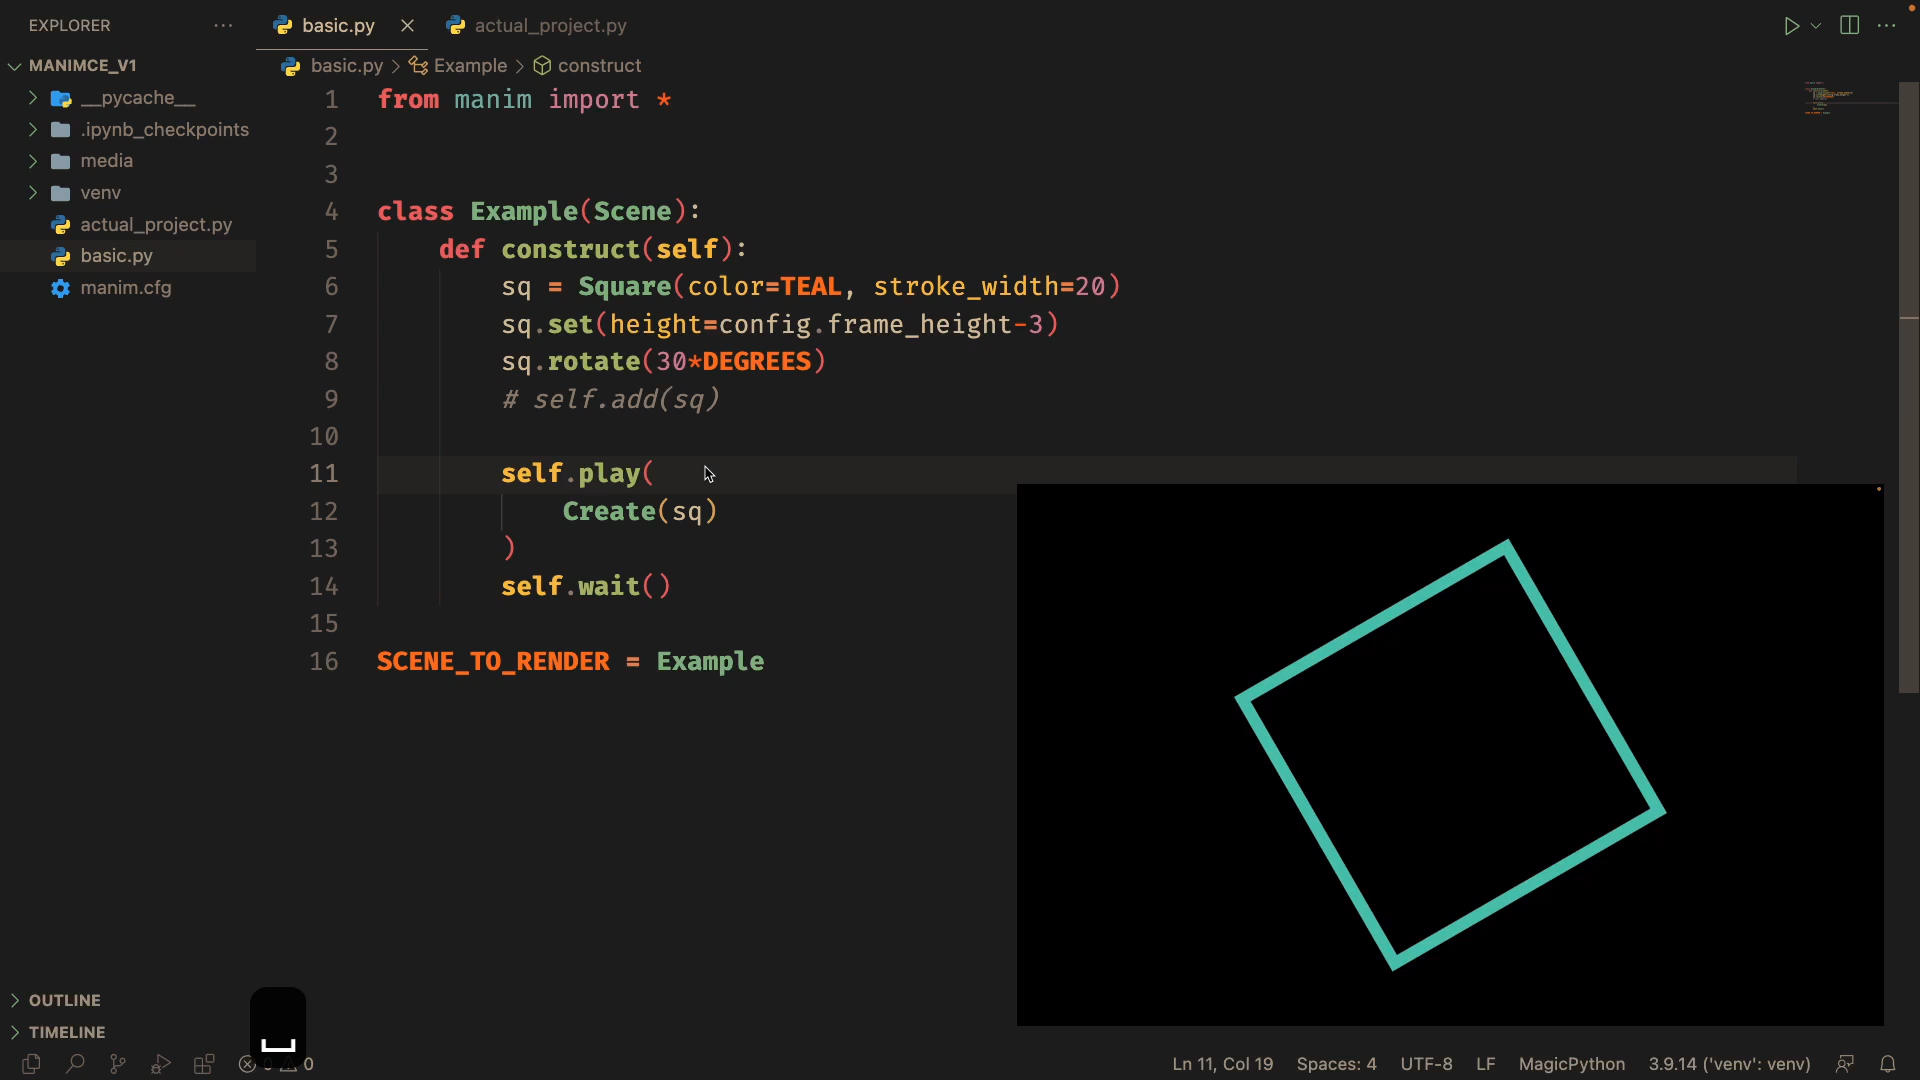 EXPLORER
basic.py
actual_project.py
MANIMCE_V1
basic.py > Example > construct
__pycache__
.ipynb_checkpoints
media
venv
actual_project.py
basic.py
manim.cfg
1 from manim import *
2
3
4 class Example(Scene):
5 def construct(self):
6 sq = Square(color=TEAL, stroke_width=20)
7 sq.set(height=config.frame_height-3)
8 sq.rotate(30*DEGREES)
9 # self.add(sq)
10
11 self.play(
12 Create(sq)
13 )
14 self.wait()
15
16 SCENE_TO_RENDER = Example
OUTLINE
TIMELINE
0 0
Ln 11, Col 19 Spaces: 4 UTF-8 LF MagicPython 3.9.14 ('venv': venv)